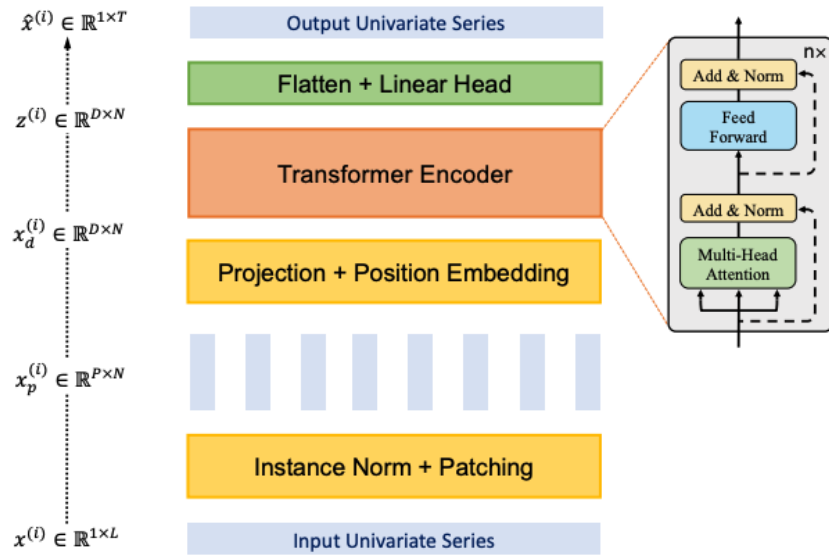 x̂^(i) ∈ ℝ^{1×T}
Output Univariate Series
Flatten + Linear Head
z^(i) ∈ ℝ^{D×N}
Transformer Encoder
x_d^(i) ∈ ℝ^{D×N}
Projection + Position Embedding
x_p^(i) ∈ ℝ^{P×N}
Instance Norm + Patching
x^(i) ∈ ℝ^{1×L}
Input Univariate Series
n×
Add & Norm
Feed
Forward
Add & Norm
Multi-Head
Attention